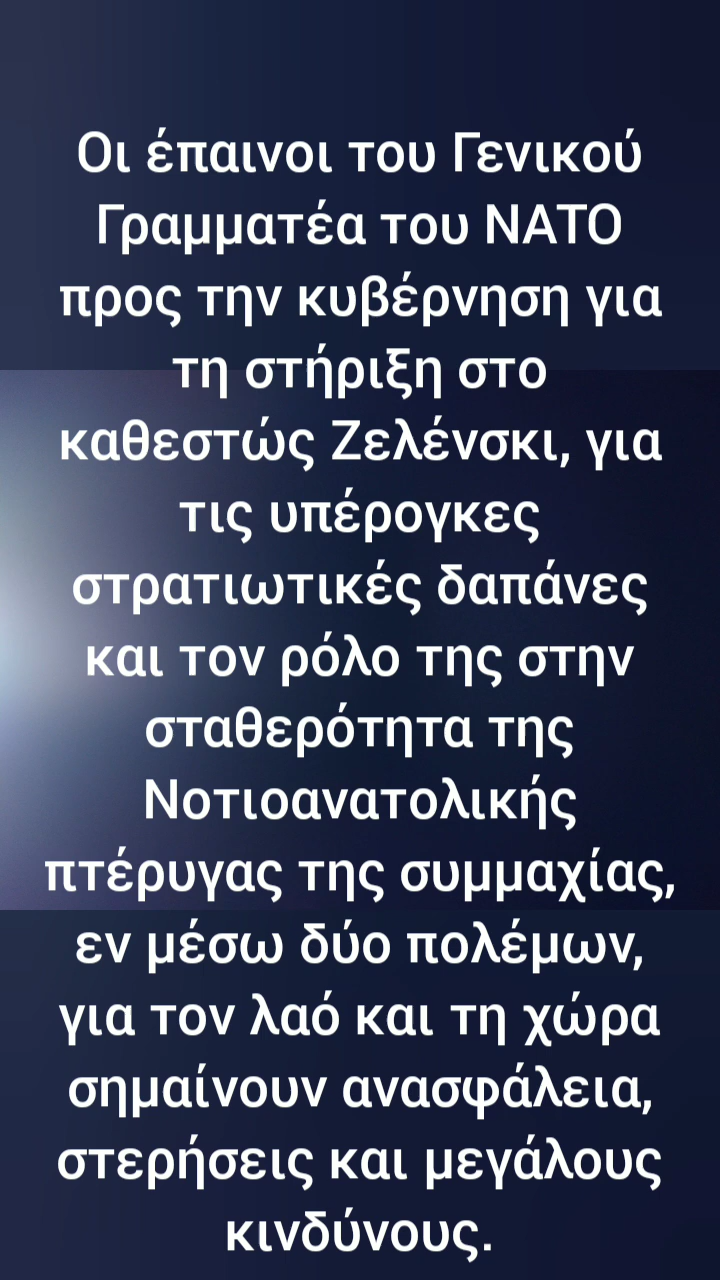 Οι έπαινοι του Γενικού
Γραμματέα του ΝΑΤΟ
προς την κυβέρνηση για
τη στήριξη στο
καθεστώς Ζελένσκι, για
τις υπέρογκες
στρατιωτικές δαπάνες
και τον ρόλο της στην
σταθερότητα της
Νοτιοανατολικής
πτέρυγας της συμμαχίας,
εν μέσω δύο πολέμων,
για τον λαό και τη χώρα
σημαίνουν ανασφάλεια,
στερήσεις και μεγάλους
κινδύνους.